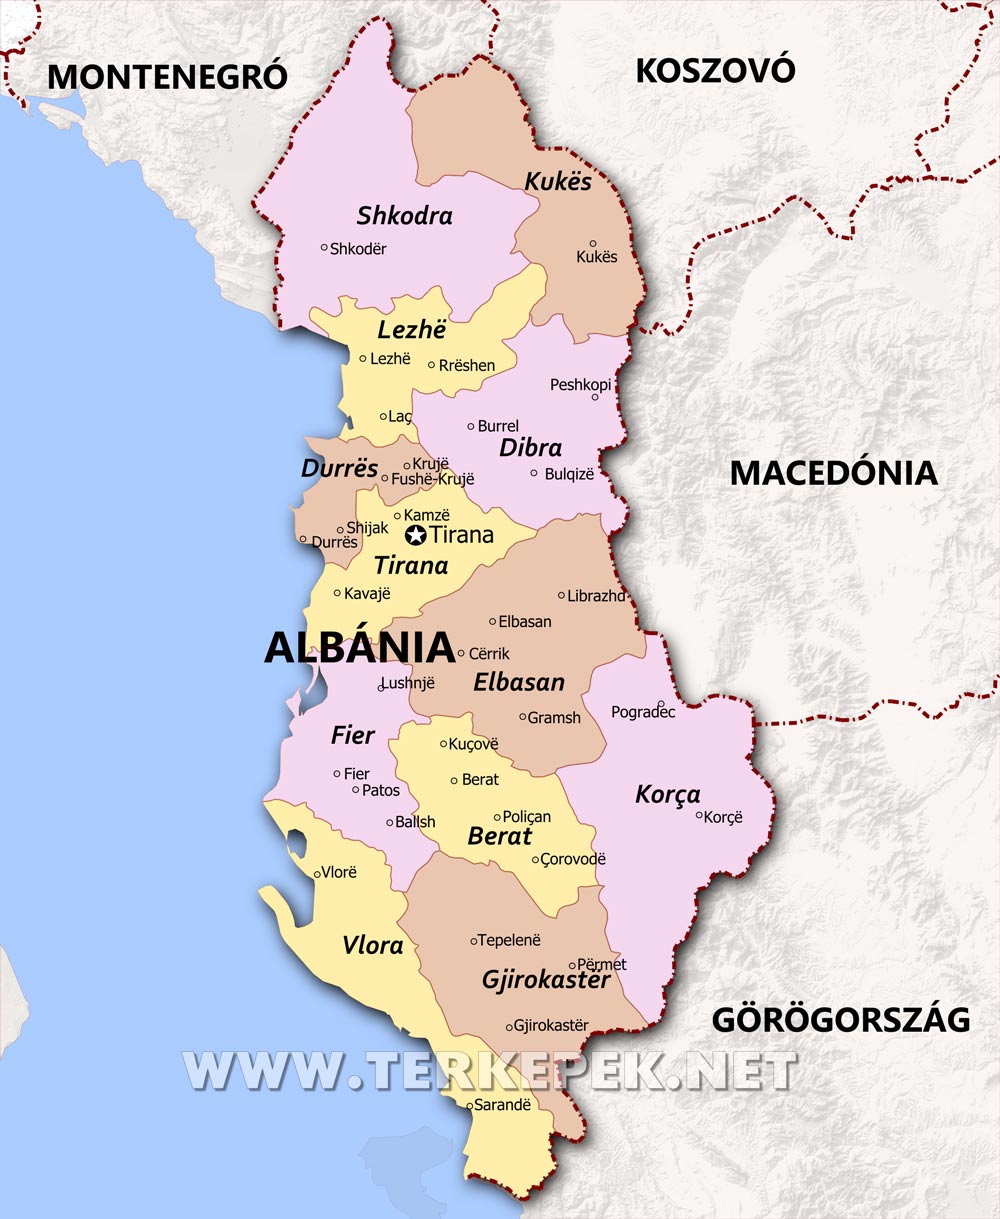 MONTENEGRÓ
KOSZOVÓ
Kukës
Shkodra
Shkodër
Kukës
Lezhë
Lezhë
Rrëshen
Peshkopi
Laç
Burrel
Dibra
Durrës
Krujë
Bulqizë
MACEDÓNIA
Fushë-Krujë
Kamzë
Shijak
Tirana
Durrës
Tirana
Kavajë
Librazhd
Elbasan
ALBÁNIA
Cërrik
Lushnjë
Elbasan
Pogradec
Gramsh
Fier
Kuçovë
Fier
Berat
Patos
Korça
Poliçan
Korçë
Ballsh
Berat
Çorovodë
Vlorë
Vlora
Tepelenë
Përmet
Gjirokastër
GÖRÖGORSZÁG
Gjirokastër
WWW.TERKEPEK.NET
Sarandë